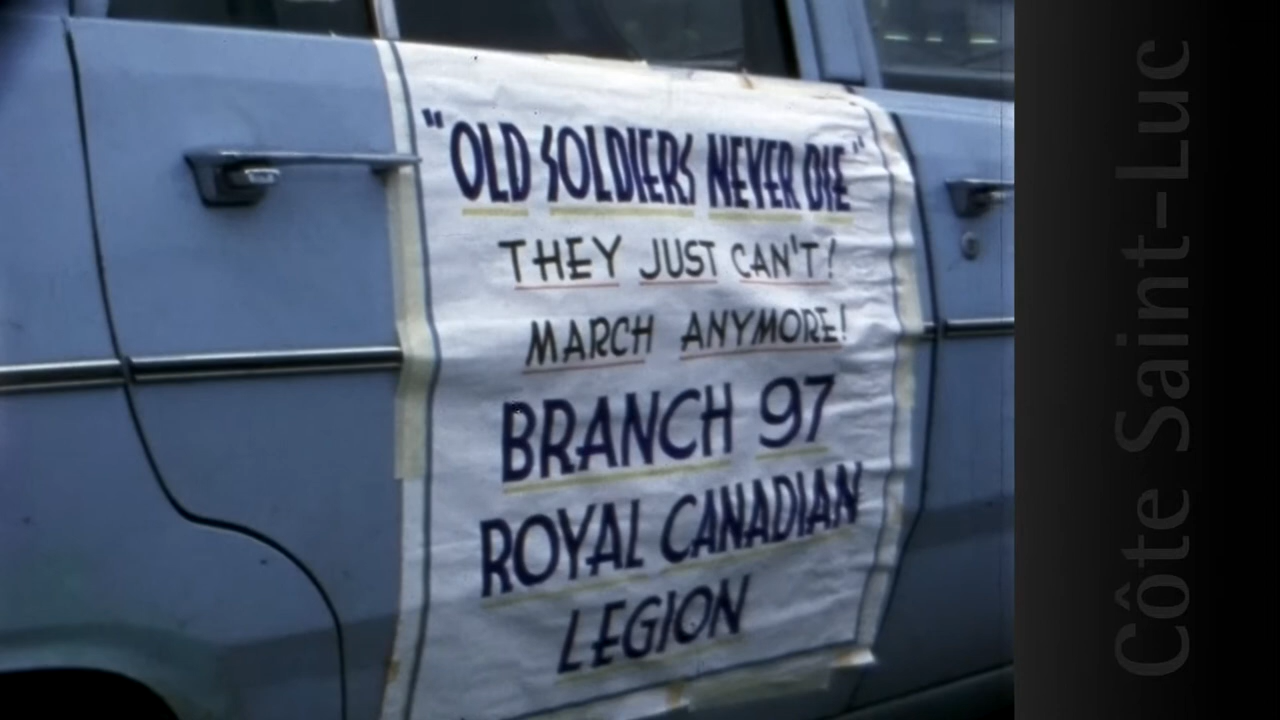 "OLD SOLDIERS NEVER DIE"
THEY JUST CAN'T!
MARCH ANYMORE!
BRANCH 97
ROYAL CANADIAN
LEGION
Côte Saint-Luc